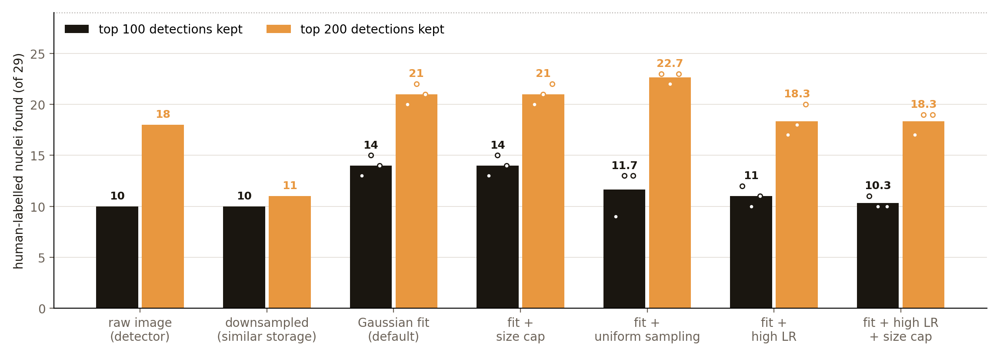 top 100 detections kept
top 200 detections kept
human-labelled nuclei found (of 29)
25
20
15
10
5
0
10
18
10
11
14
21
14
21
11.7
22.7
11
18.3
10.3
18.3
raw image
(detector)
downsampled
(similar storage)
Gaussian fit
(default)
fit +
size cap
fit +
uniform sampling
fit +
high LR
fit + high LR
+ size cap